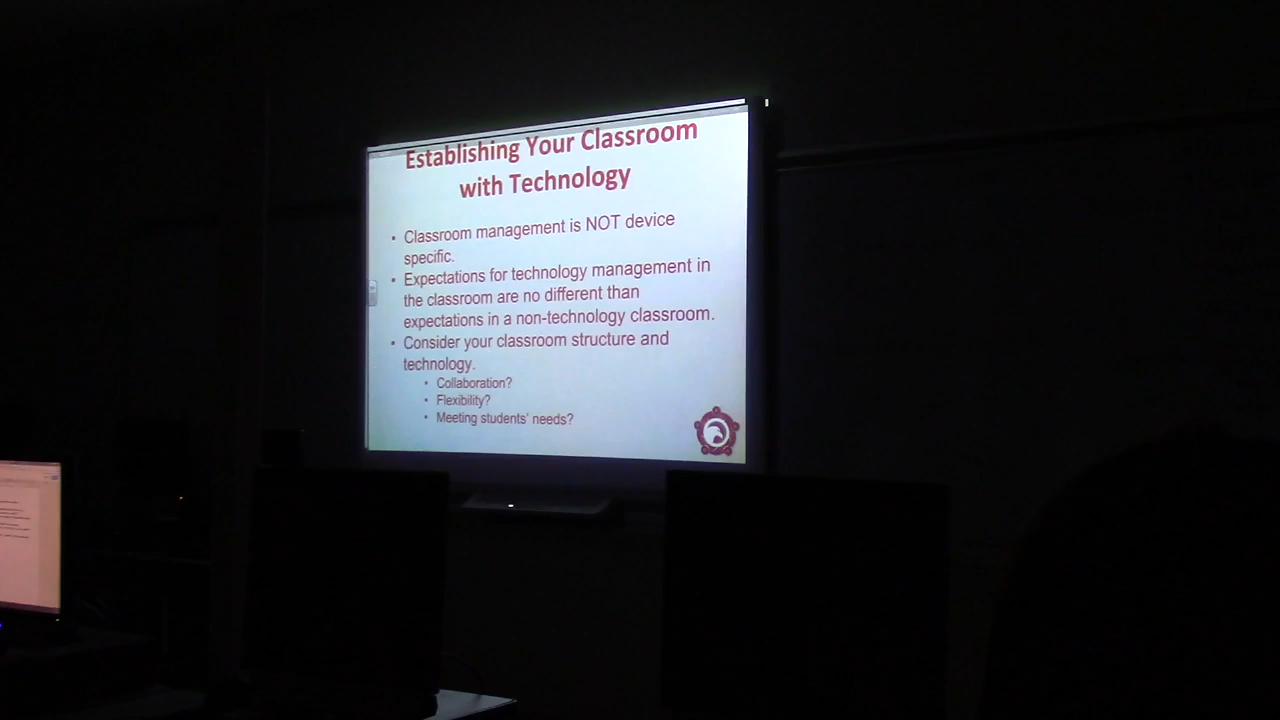 Establishing Your Classroom
with Technology
• Classroom management is NOT device
specific.
• Expectations for technology management in
the classroom are no different than
expectations in a non-technology classroom.
• Consider your classroom structure and
technology.
• Collaboration?
• Flexibility?
• Meeting students' needs?